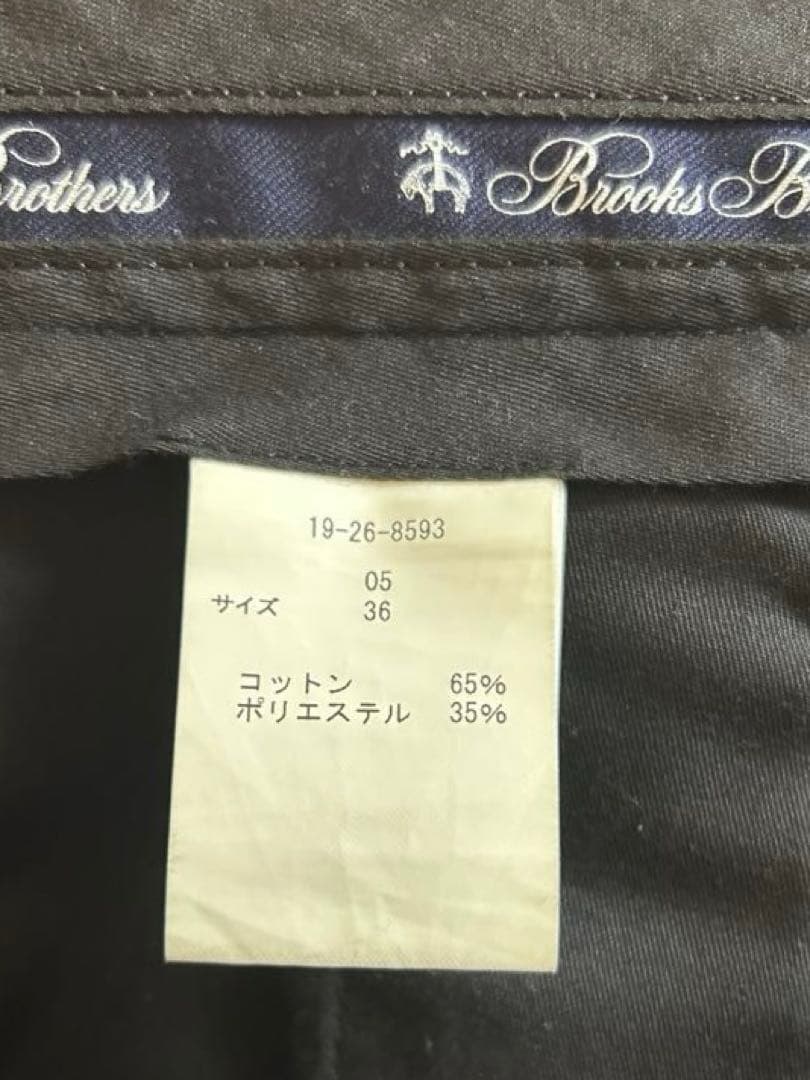 Brothers Brooks B
19-26-8593
05
サイズ 36
コットン 65%
ポリエステル 35%